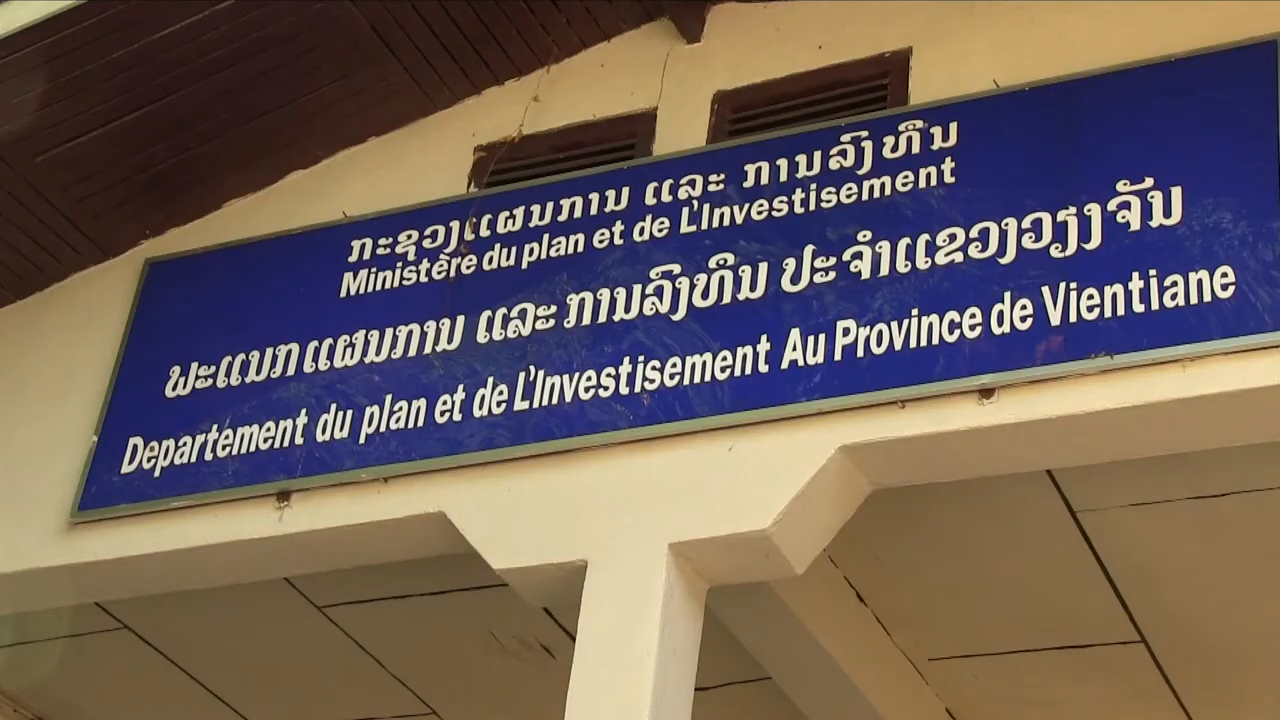 ກະຊວງແຜນການ ແລະ ການລົງທຶນ
Ministère du plan et de L'Investisement
ພະແນກແຜນການ ແລະ ການລົງທຶນ ປະຈຳແຂວງວຽງຈັນ
Departement du plan et de L'Investisement Au Province de Vientiane